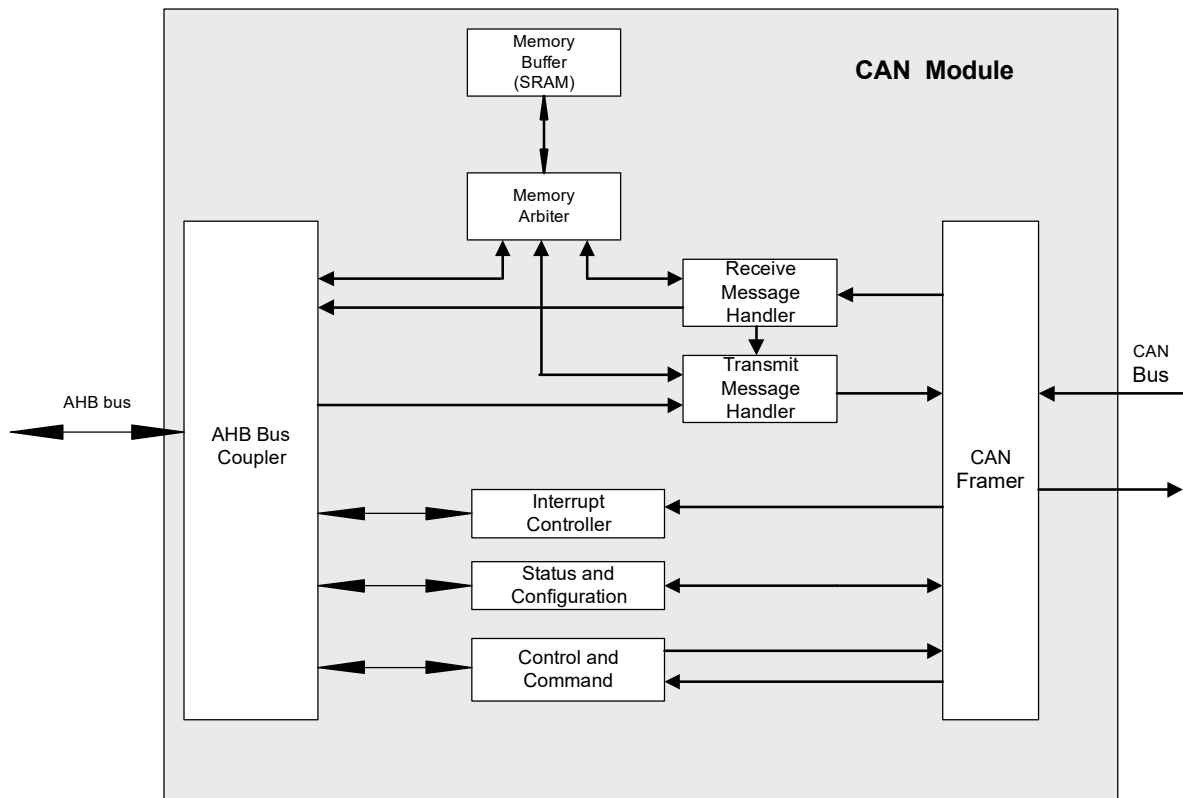 Memory
Buffer
(SRAM)
CAN Module
Memory
Arbiter
Receive
Message
Handler
Transmit
Message
Handler
CAN
Bus
AHB bus
AHB Bus
Coupler
CAN
Framer
Interrupt
Controller
Status and
Configuration
Control and
Command